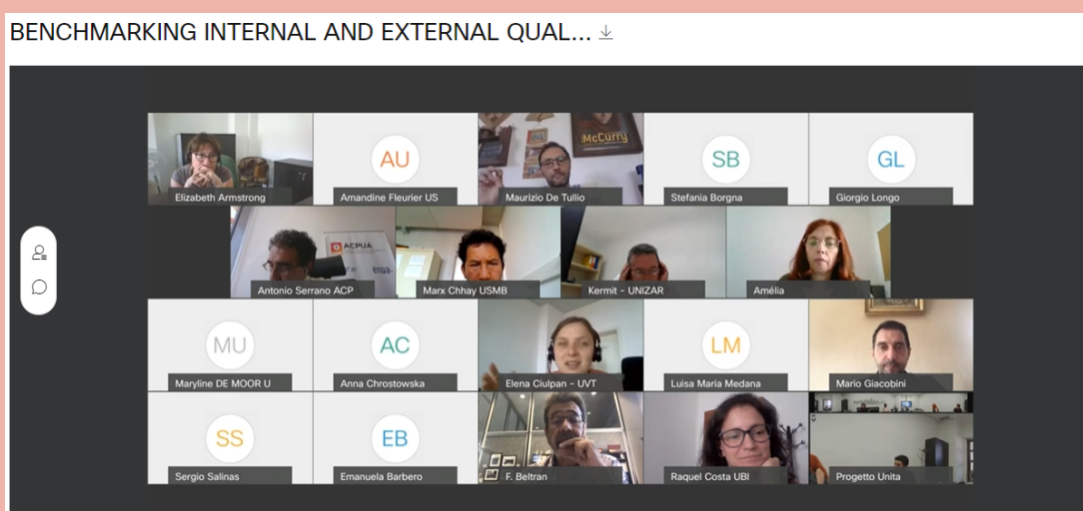 BENCHMARKING INTERNAL AND EXTERNAL QUAL...
McCurry
AU
SB
GL
Elizabeth Armstrong
Amandine Fleurier US
Maurizio De Tullio
Stefania Borgna
Giorgio Longo
ACPUA
Antonio Serrano ACP
Marx Chhay USMB
Kermit - UNIZAR
Amélia
MU
AC
LM
Maryline DE MOOR U
Anna Chrostowska
Elena Ciulpan - UVT
Luisa Maria Medana
Mario Giacobini
SS
EB
Sergio Salinas
Emanuela Barbero
F. Beltran
Raquel Costa UBI
Progetto Unita